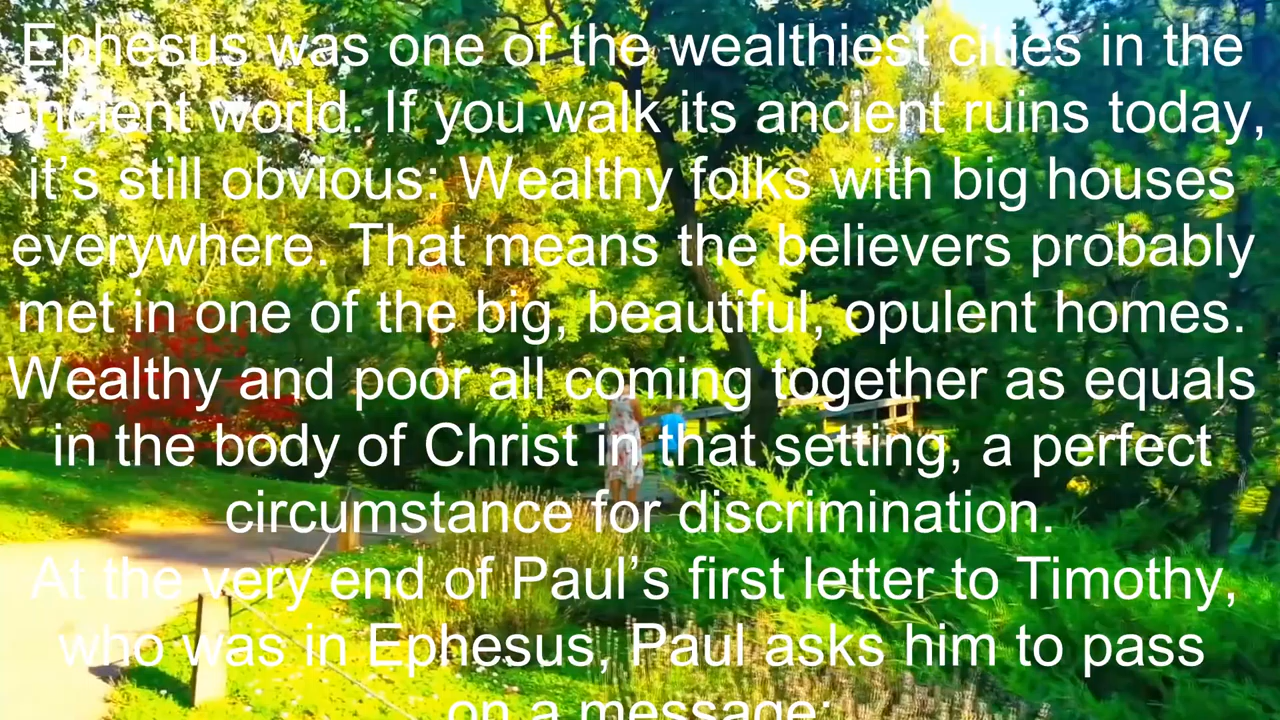 Ephesus was one of the wealthiest cities in the
ancient world. If you walk its ancient ruins today,
it’s still obvious: Wealthy folks with big houses
everywhere. That means the believers probably
met in one of the big, beautiful, opulent homes.
Wealthy and poor all coming together as equals
in the body of Christ in that setting, a perfect
circumstance for discrimination.
At the very end of Paul’s first letter to Timothy,
who was in Ephesus, Paul asks him to pass
on a message: